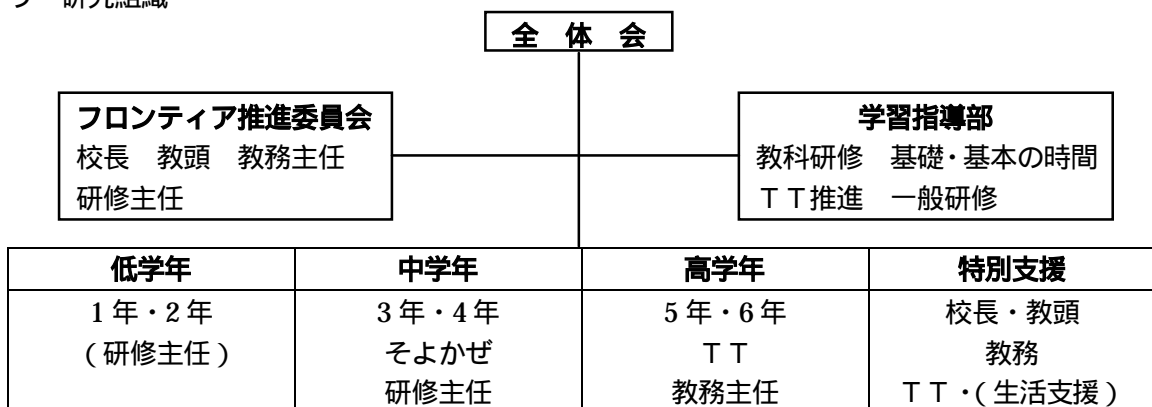 研究組織
全 体 会
フロンティア推進委員会
校長 教頭 教務主任
研修主任
学習指導部
教科研修 基礎・基本の時間
ＴＴ推進 一般研修
低学年 中学年 高学年 特別支援
1年・2年 3年・4年 5年・6年 校長・教頭
(研修主任) そよかぜ ＴＴ 教務
研修主任 教務主任 ＴＴ・(生活支援)